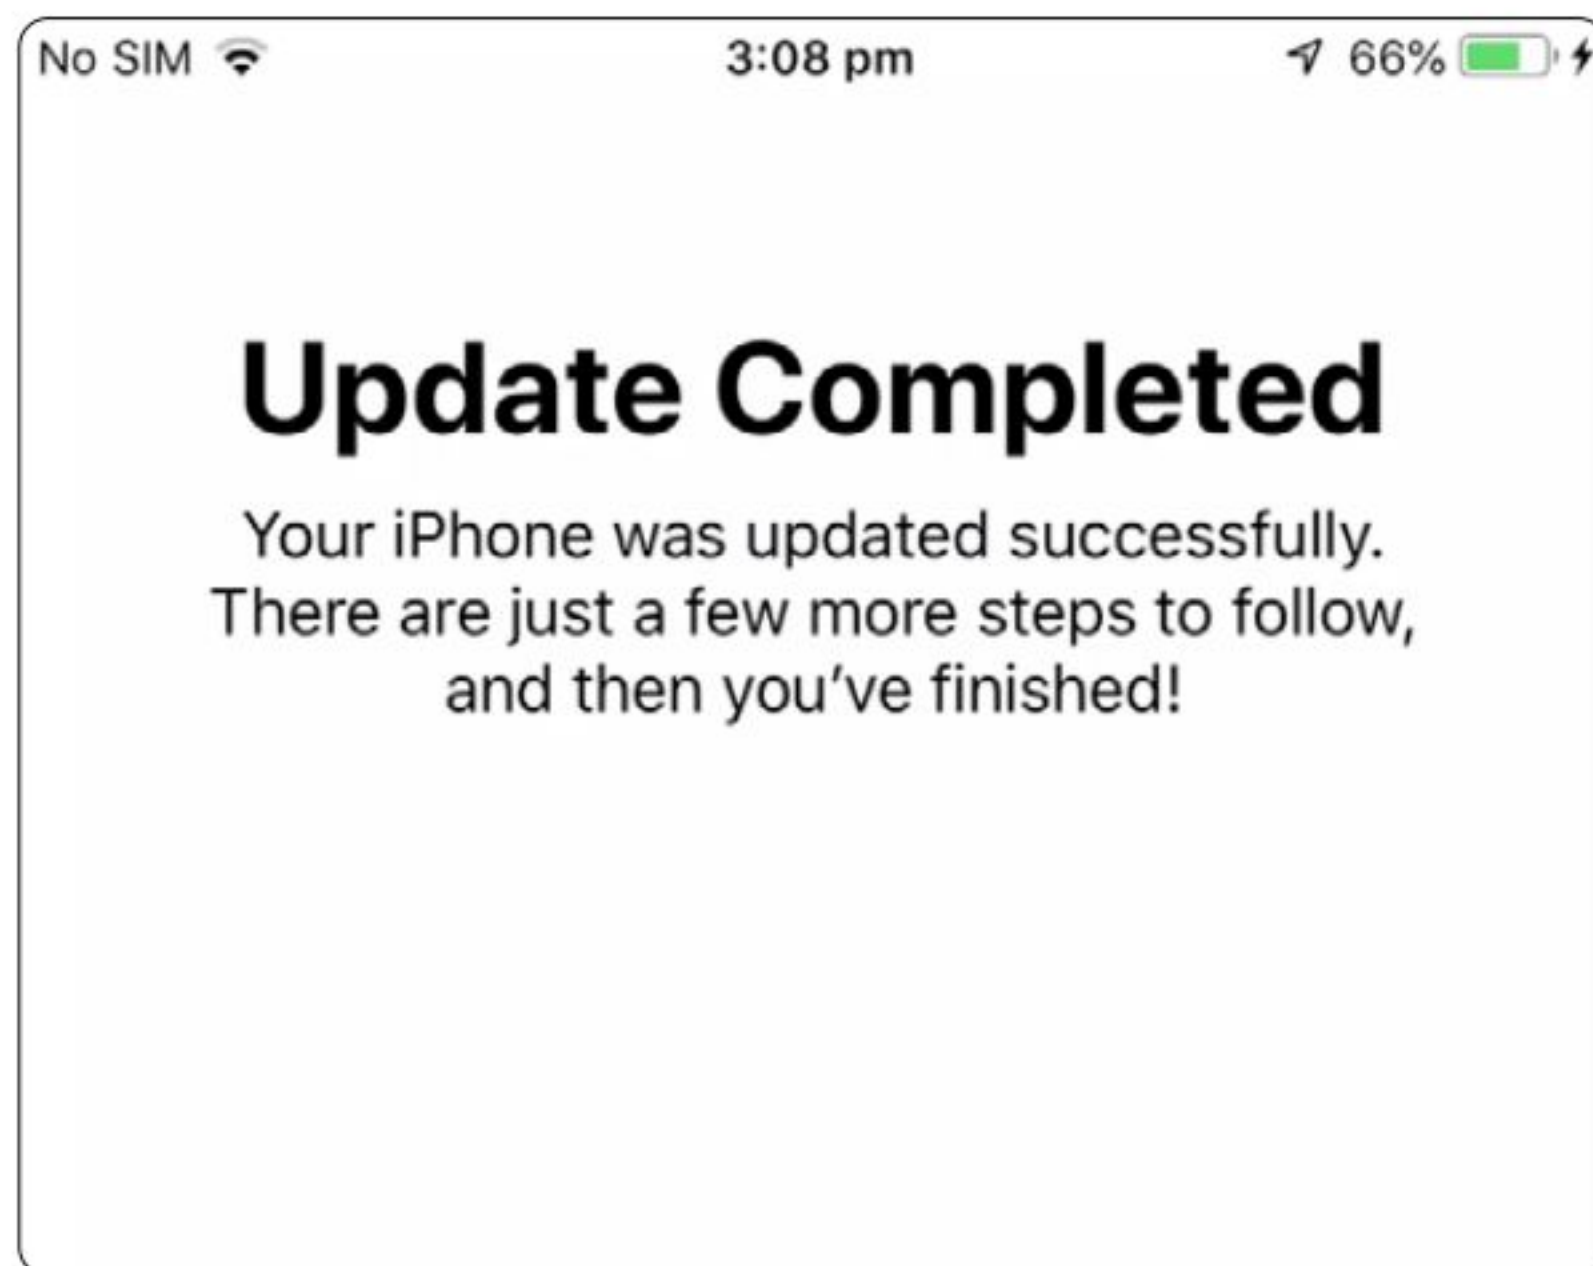 No SIM 3:08 pm 66%
Update Completed
Your iPhone was updated successfully.
There are just a few more steps to follow,
and then you’ve finished!